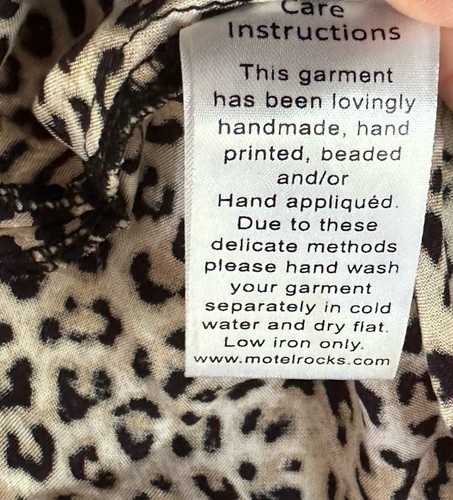 Care
Instructions
This garment
has been lovingly
handmade, hand
printed, beaded
and/or
Hand appliquéd.
Due to these
delicate methods
please hand wash
your garment
separately in cold
water and dry flat.
Low iron only.
www.motelrocks.com